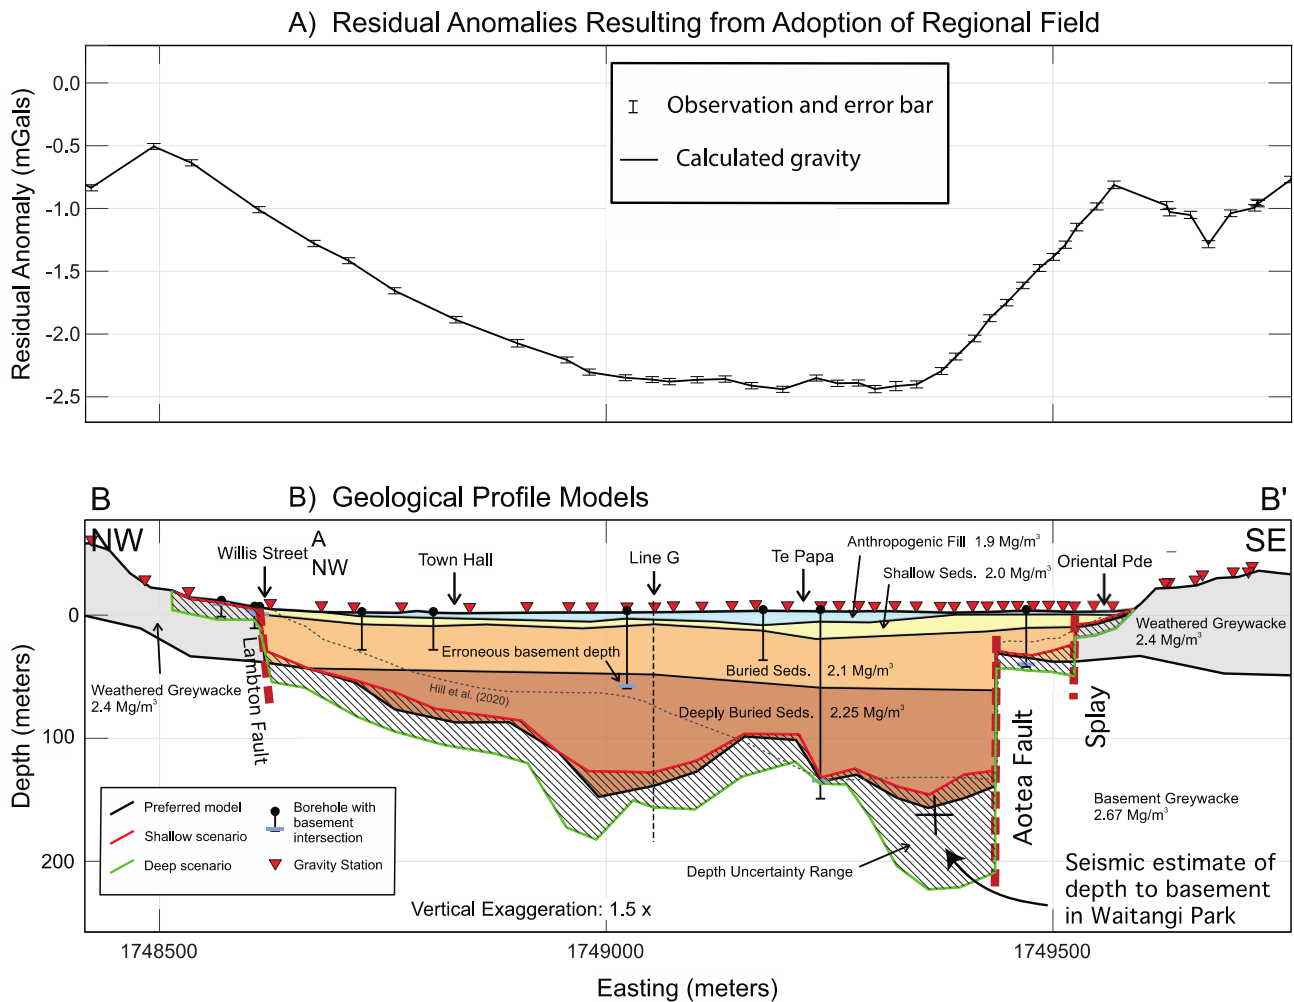 A) Residual Anomalies Resulting from Adoption of Regional Field
Residual Anomaly (mGals)
0.0
-0.5
-1.0
-1.5
-2.0
-2.5
Observation and error bar
Calculated gravity
B
B) Geological Profile Models
B'
NW
SE
Willis Street
A
NW
Town Hall
Line G
Te Papa
Anthropogenic Fill 1.9 Mg/m³
Shallow Seds. 2.0 Mg/m³
Oriental Pde
Depth (meters)
0
100
200
Weathered Greywacke
2.4 Mg/m³
Lambton Fault
Erroneous basement depth
Hill et al. (2020)
Buried Seds. 2.1 Mg/m³
Deeply Buried Seds. 2.25 Mg/m³
Weathered Greywacke
2.4 Mg/m³
Aotea Fault
Splay
Basement Greywacke
2.67 Mg/m³
Preferred model
Shallow scenario
Deep scenario
Borehole with
basement
intersection
Gravity Station
Depth Uncertainty Range
Seismic estimate of
depth to basement
in Waitangi Park
Vertical Exaggeration: 1.5 x
1748500
1749000
1749500
Easting (meters)